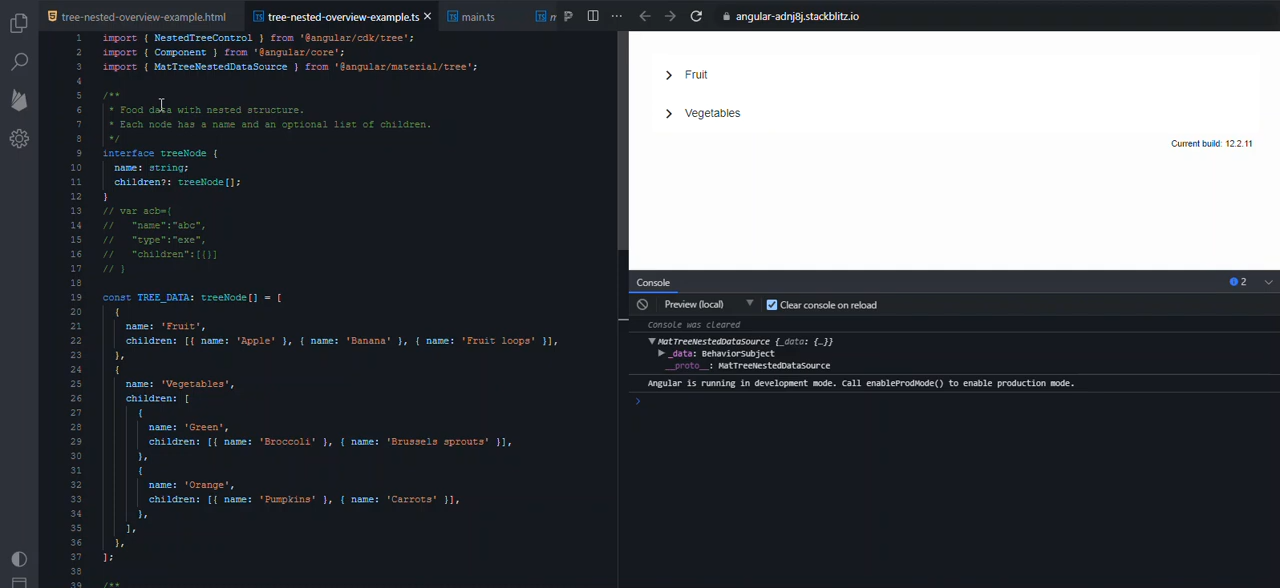 tree-nested-overview-example.html
tree-nested-overview-example.ts
main.ts
angular-adnj8j.stackblitz.io
1 import { NestedTreeControl } from '@angular/cdk/tree';
2 import { Component } from '@angular/core';
3 import { MatTreeNestedDataSource } from '@angular/material/tree';
4
5 /**
6 * Food data with nested structure.
7 * Each node has a name and an optional list of children.
8 */
9 interface treeNode {
10 name: string;
11 children?: treeNode[];
12 }
13 // var acb={
14 // "name":"abc",
15 // "type":"exe",
16 // "children":[{}]
17 // }
18
19 const TREE_DATA: treeNode[] = [
20 {
21 name: 'Fruit',
22 children: [{ name: 'Apple' }, { name: 'Banana' }, { name: 'Fruit loops' }],
23 },
24 {
25 name: 'Vegetables',
26 children: [
27 {
28 name: 'Green',
29 children: [{ name: 'Broccoli' }, { name: 'Brussels sprouts' }],
30 },
31 {
32 name: 'Orange',
33 children: [{ name: 'Pumpkins' }, { name: 'Carrots' }],
34 },
35 ],
36 },
37 ];
38
39 /**
Fruit
Vegetables
Current build: 12.2.11
Console
2
Preview (local)
Clear console on reload
Console was cleared
MatTreeNestedDataSource {_data: {…}}
_data: BehaviorSubject
__proto__: MatTreeNestedDataSource
Angular is running in development mode. Call enableProdMode() to enable production mode.